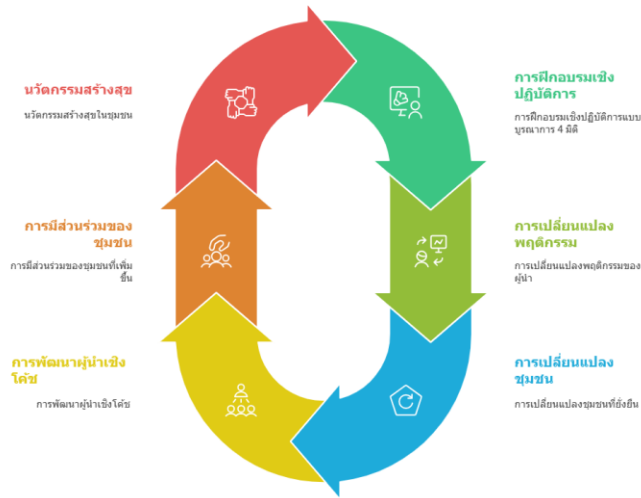 นวัตกรรมสร้างสุข
นวัตกรรมสร้างสุขในชุมชน
การฝึกอบรมเชิง
ปฏิบัติการ
การฝึกอบรมเชิงปฏิบัติการแบบ
บูรณาการ 4 มิติ
การมีส่วนร่วมของ
ชุมชน
การมีส่วนร่วมของชุมชนที่เพิ่ม
ขึ้น
การเปลี่ยนแปลง
พฤติกรรม
การเปลี่ยนแปลงพฤติกรรมของ
ผู้นำ
การพัฒนาผู้นำเชิง
โค้ช
การพัฒนาผู้นำเชิงโค้ช
การเปลี่ยนแปลง
ชุมชน
การเปลี่ยนแปลงชุมชนที่ยั่งยืน